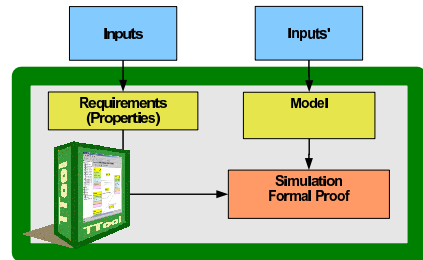 Inputs
Inputs'
Requirements
(Properties)
Model
Simulation
Formal Proof
TTool
TTool